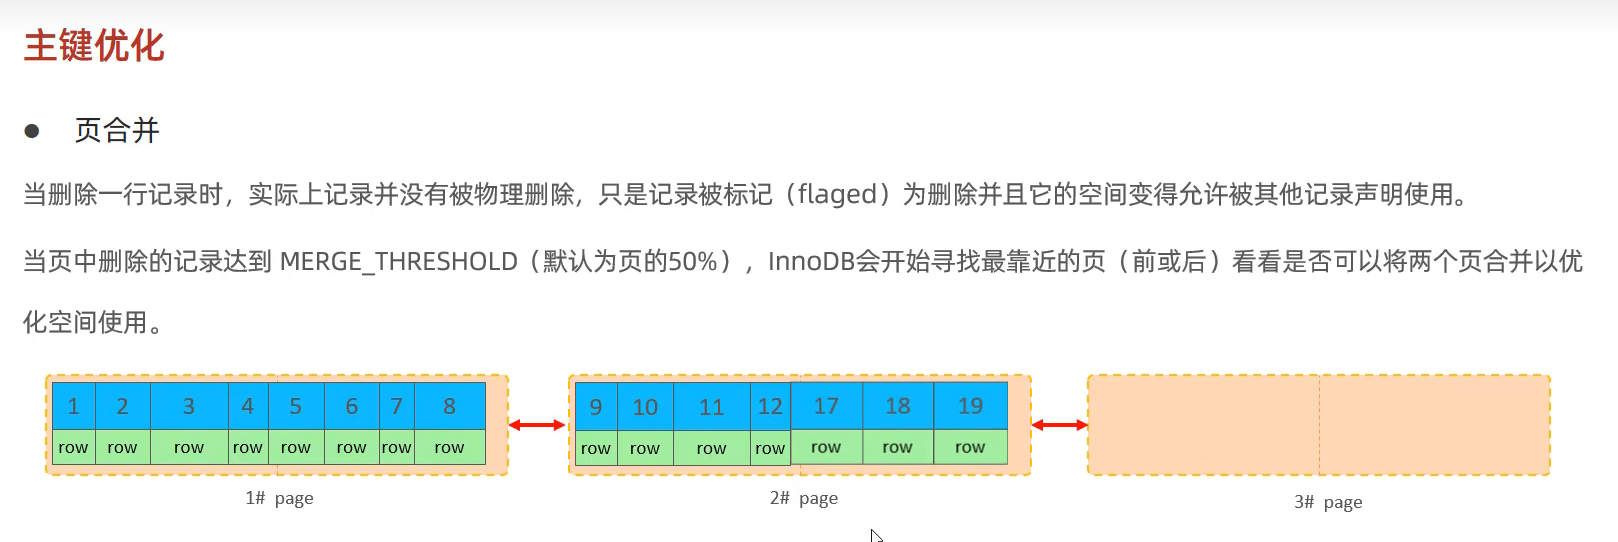 主键优化
● 页合并
当删除一行记录时，实际上记录并没有被物理删除，只是记录被标记（flaged）为删除并且它的空间变得允许被其他记录声明使用。
当页中删除的记录达到 MERGE_THRESHOLD（默认为页的50%），InnoDB会开始寻找最靠近的页（前或后）看看是否可以将两个页合并以优
化空间使用。
1 2 3 4 5 6 7 8 9 10 11 12 17 18 19
row row row row row row row row row row row row row row row
1# page 2# page 3# page